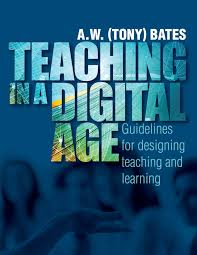 A.W. (TONY) BATES
TEACHING
IN A DIGITAL
AGE
Guidelines
for designing
teaching and
learning